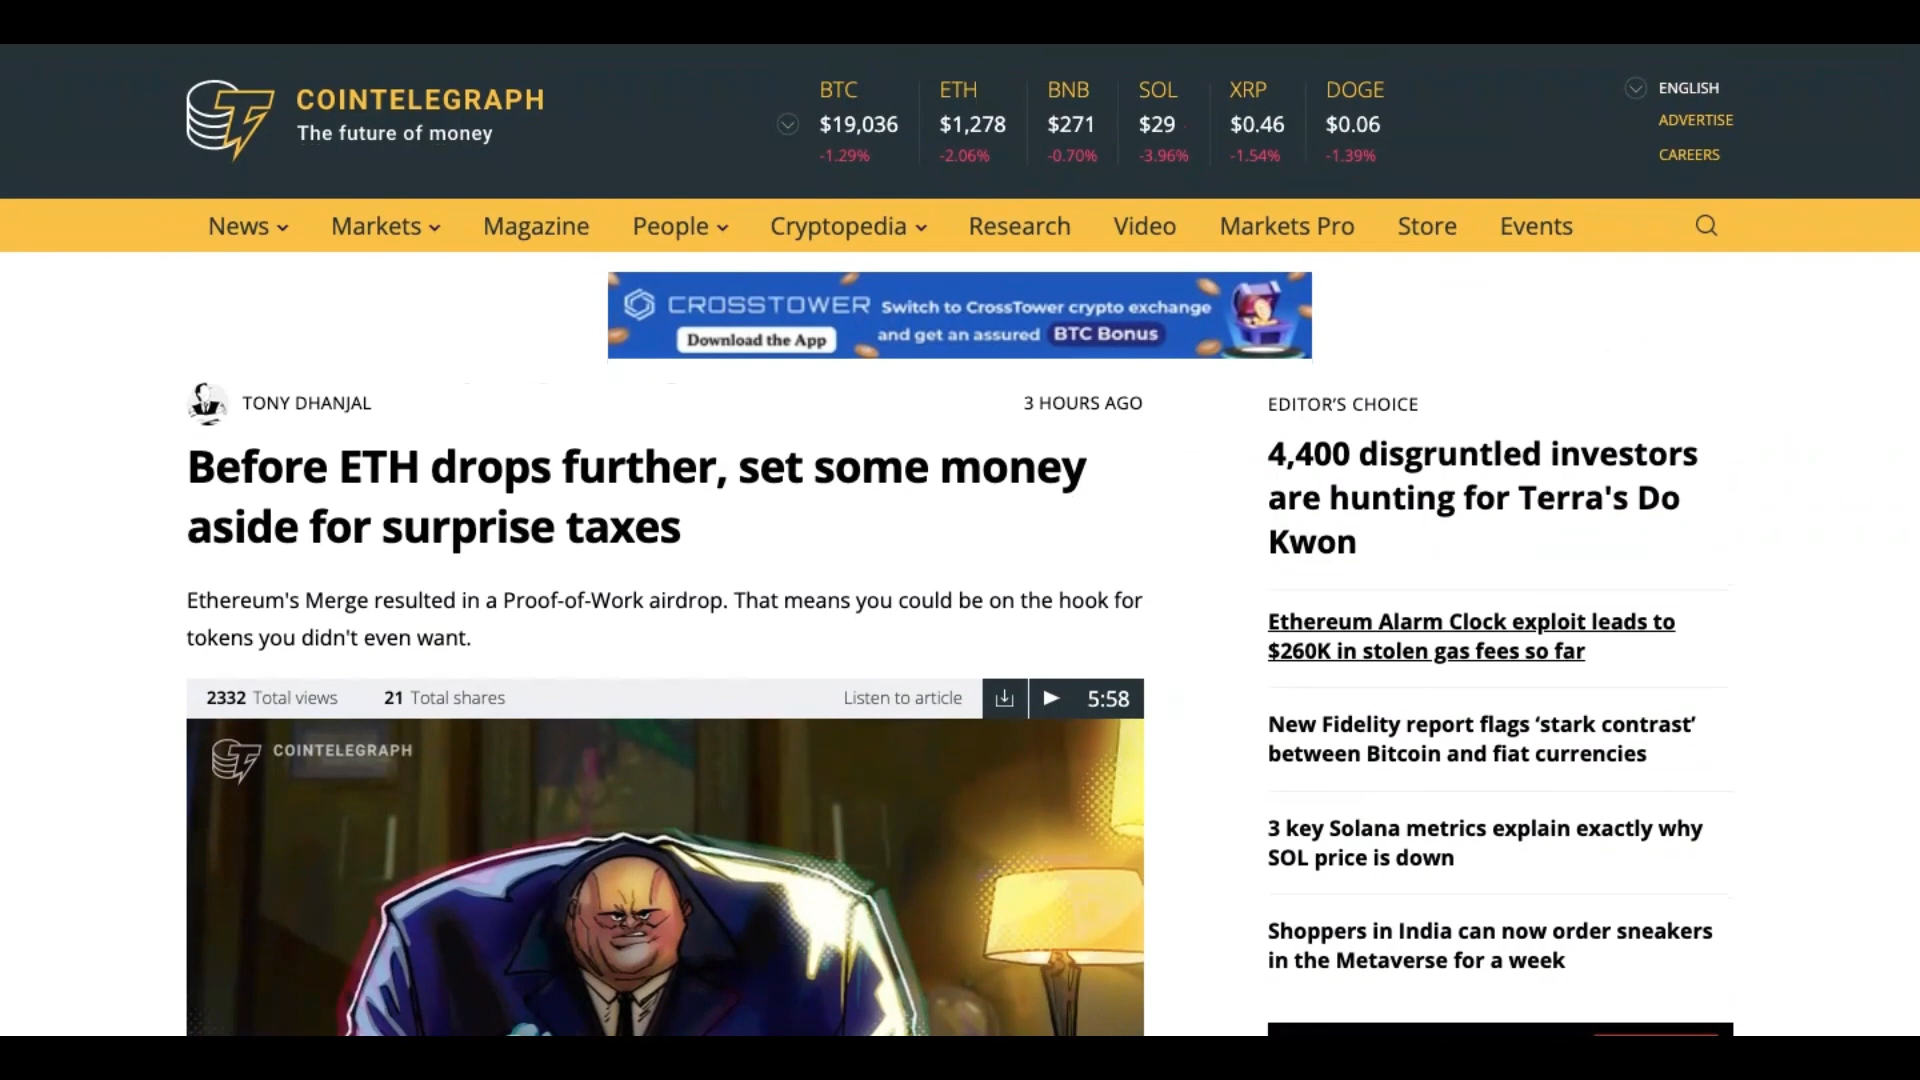 COINTELEGRAPH
The future of money
BTC
$19,036
-1.29%
ETH
$1,278
-2.06%
BNB
$271
-0.70%
SOL
$29
-3.96%
XRP
$0.46
-1.54%
DOGE
$0.06
-1.39%
ENGLISH
ADVERTISE
CAREERS
News
Markets
Magazine
People
Cryptopedia
Research
Video
Markets Pro
Store
Events
CROSSTOWER
Download the App
Switch to CrossTower crypto exchange
and get an assured BTC Bonus
TONY DHANJAL
3 HOURS AGO
Before ETH drops further, set some money
aside for surprise taxes
Ethereum's Merge resulted in a Proof-of-Work airdrop. That means you could be on the hook for
tokens you didn't even want.
2332 Total views
21 Total shares
Listen to article
5:58
COINTELEGRAPH
EDITOR’S CHOICE
4,400 disgruntled investors
are hunting for Terra's Do
Kwon
Ethereum Alarm Clock exploit leads to
$260K in stolen gas fees so far
New Fidelity report flags ‘stark contrast’
between Bitcoin and fiat currencies
3 key Solana metrics explain exactly why
SOL price is down
Shoppers in India can now order sneakers
in the Metaverse for a week